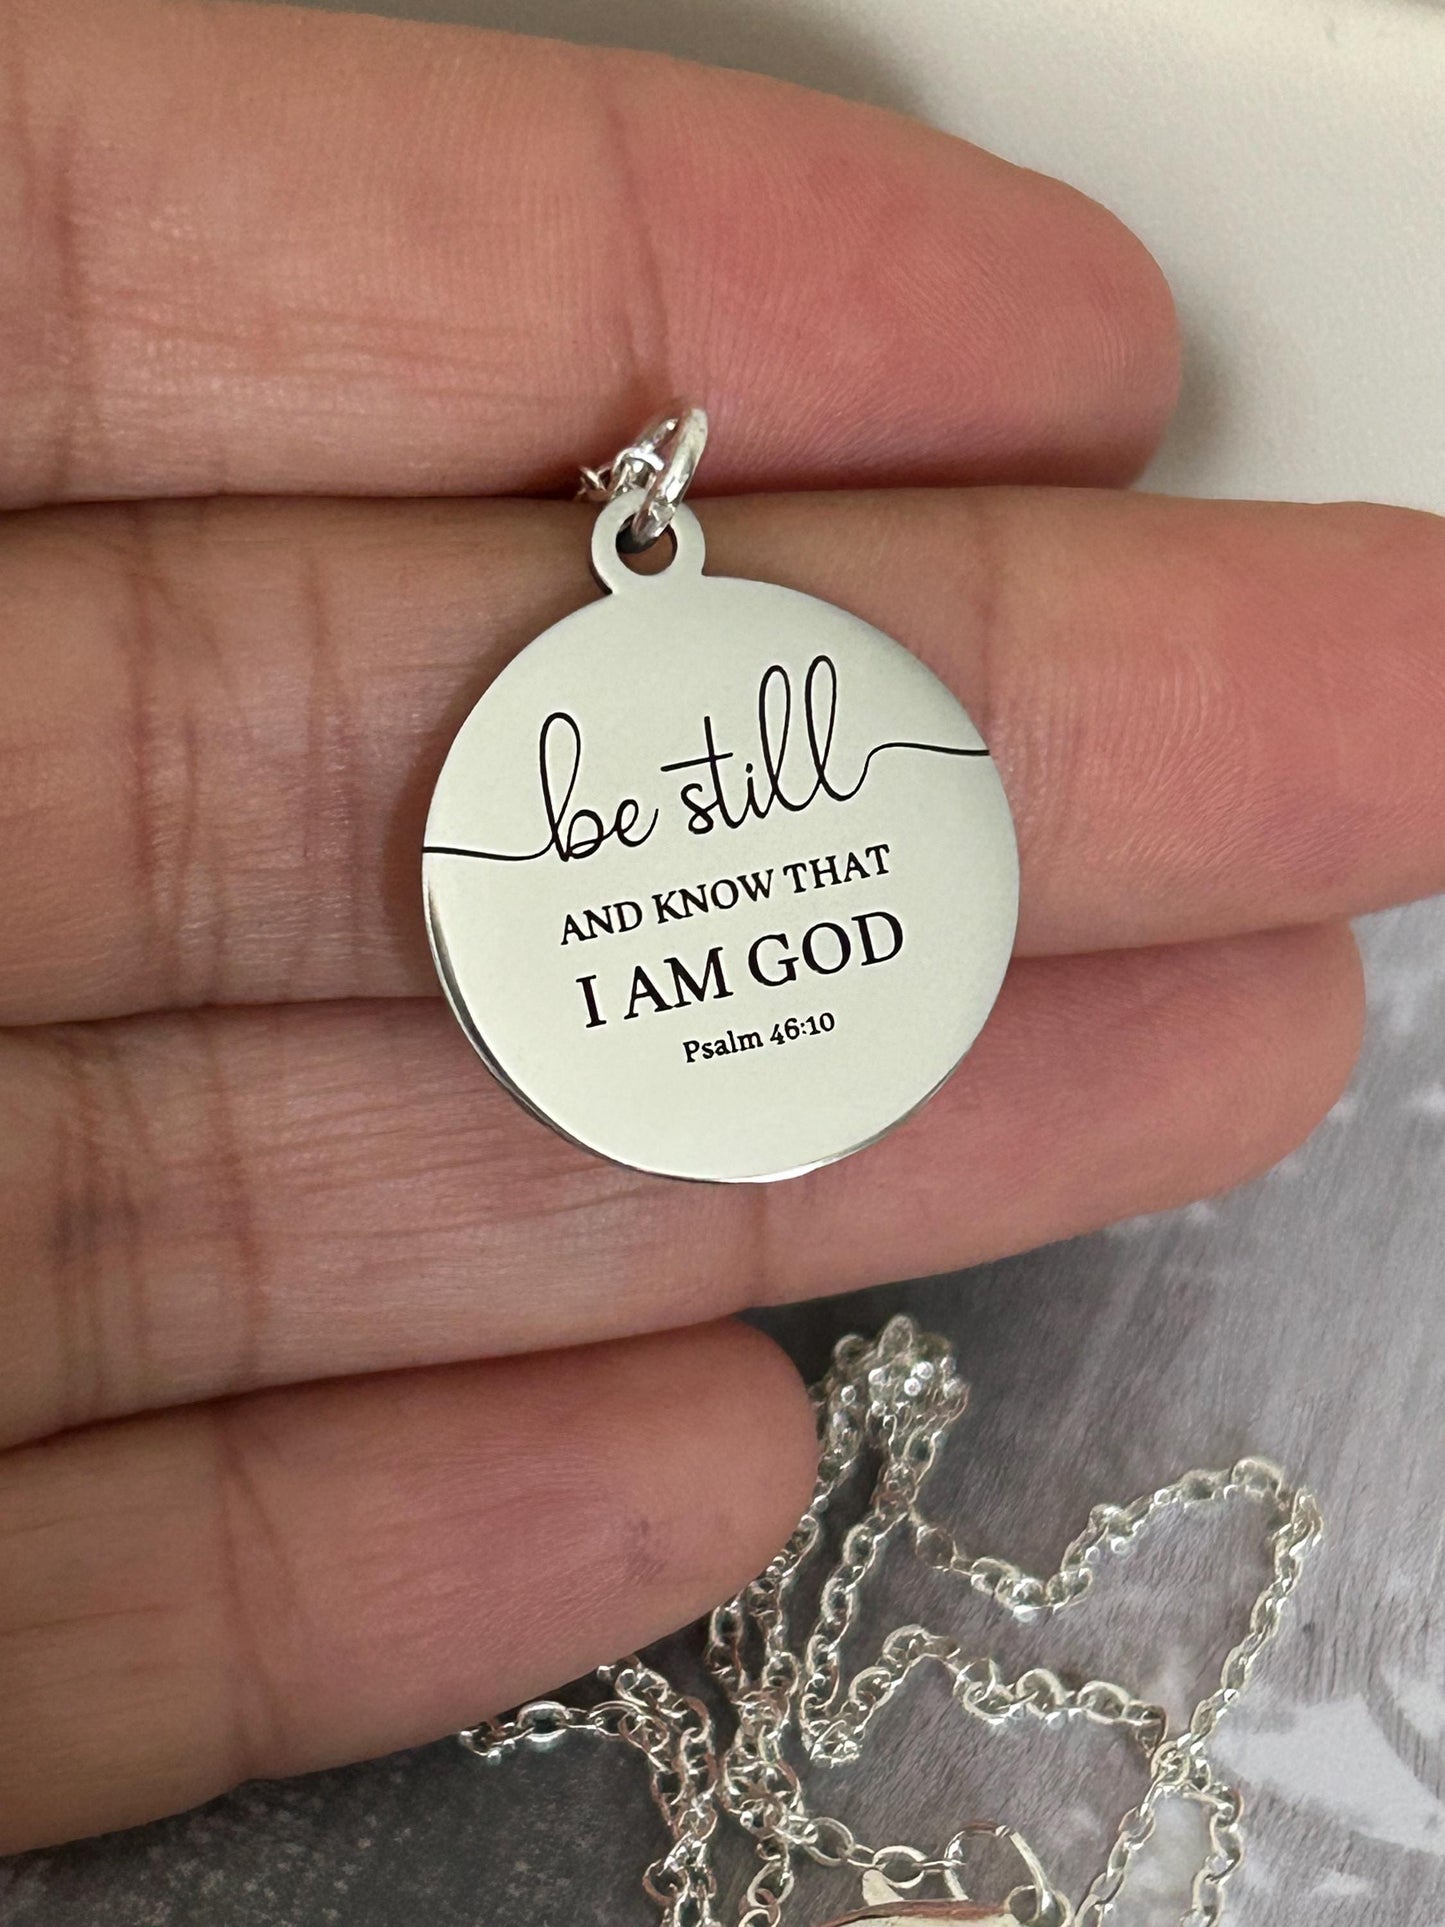 be still
AND KNOW THAT
I AM GOD
Psalm 46:10